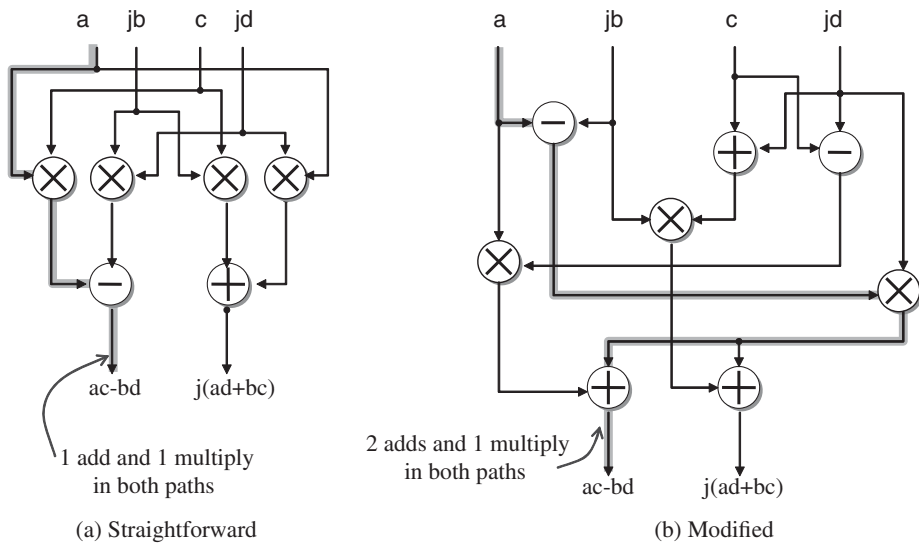 a jb c jd
ac-bd j(ad+bc)
1 add and 1 multiply
in both paths
(a) Straightforward
a jb c jd
2 adds and 1 multiply
in both paths
ac-bd j(ad+bc)
(b) Modified